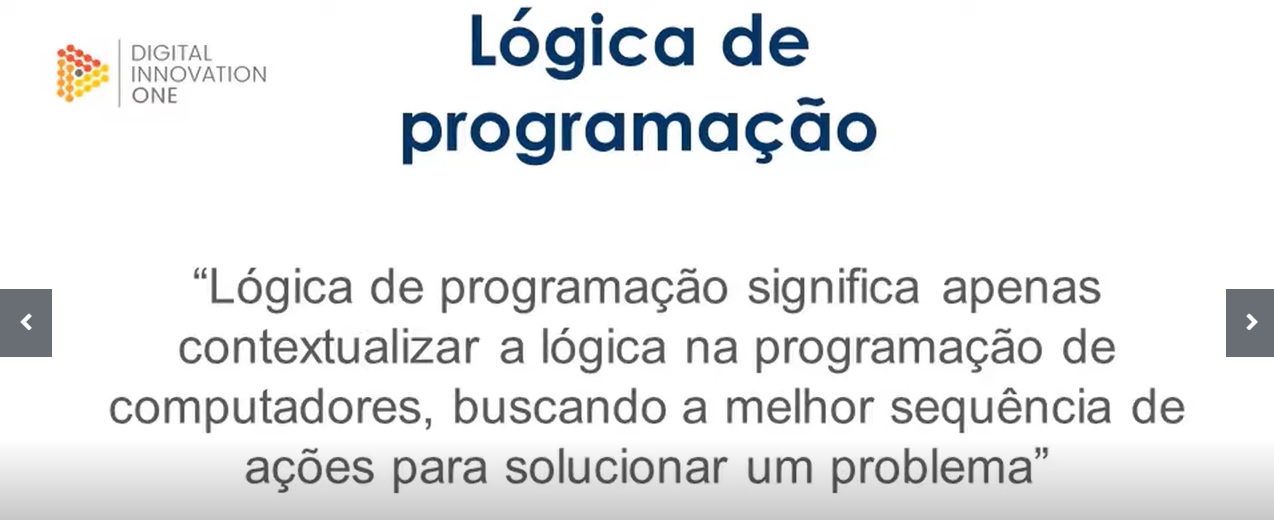 DIGITAL
INNOVATION
ONE
Lógica de
programação
“Lógica de programação significa apenas
contextualizar a lógica na programação de
computadores, buscando a melhor sequência de
ações para solucionar um problema”